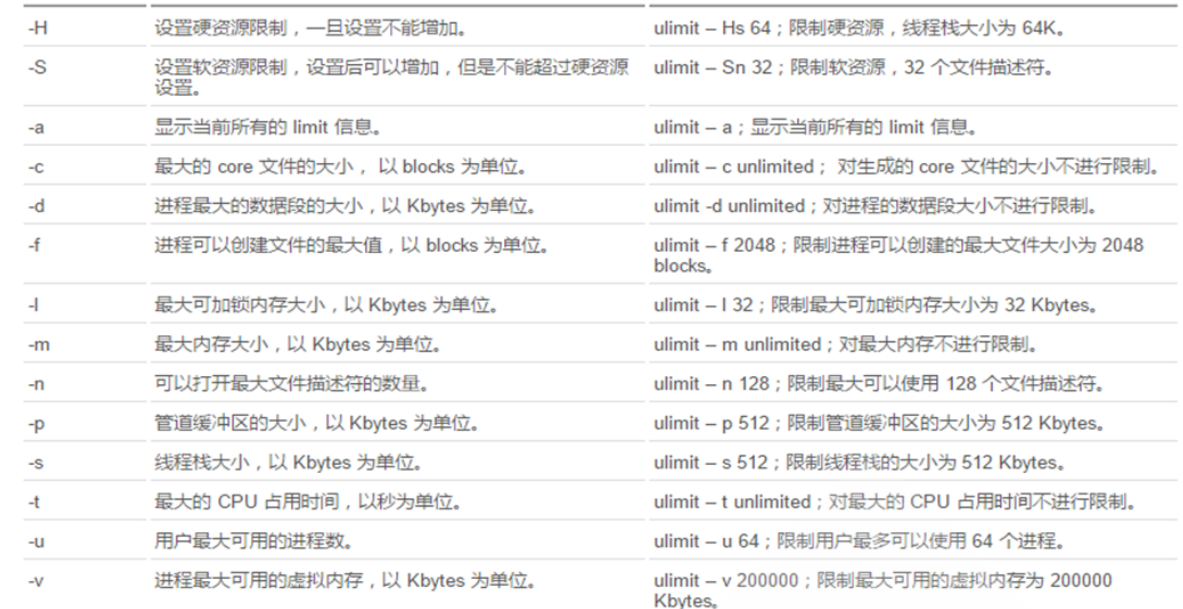 -H 设置硬资源限制，一旦设置不能增加。 ulimit – Hs 64；限制硬资源，线程栈大小为 64K。
-S 设置软资源限制，设置后可以增加，但是不能超过硬资源 ulimit – Sn 32；限制软资源，32 个文件描述符。
设置。
-a 显示当前所有的 limit 信息。 ulimit – a；显示当前所有的 limit 信息。
-c 最大的 core 文件的大小， 以 blocks 为单位。 ulimit – c unlimited； 对生成的 core 文件的大小不进行限制。
-d 进程最大的数据段的大小，以 Kbytes 为单位。 ulimit -d unlimited；对进程的数据段大小不进行限制。
-f 进程可以创建文件的最大值，以 blocks 为单位。 ulimit – f 2048；限制进程可以创建的最大文件大小为 2048
blocks。
-l 最大可加锁内存大小，以 Kbytes 为单位。 ulimit – l 32；限制最大可加锁内存大小为 32 Kbytes。
-m 最大内存大小，以 Kbytes 为单位。 ulimit – m unlimited；对最大内存不进行限制。
-n 可以打开最大文件描述符的数量。 ulimit – n 128；限制最大可以使用 128 个文件描述符。
-p 管道缓冲区的大小，以 Kbytes 为单位。 ulimit – p 512；限制管道缓冲区的大小为 512 Kbytes。
-s 线程栈大小，以 Kbytes 为单位。 ulimit – s 512；限制线程栈的大小为 512 Kbytes。
-t 最大的 CPU 占用时间，以秒为单位。 ulimit – t unlimited；对最大的 CPU 占用时间不进行限制。
-u 用户最大可用的进程数。 ulimit – u 64；限制用户最多可以使用 64 个进程。
-v 进程最大可用的虚拟内存，以 Kbytes 为单位。 ulimit – v 200000；限制最大可用的虚拟内存为 200000
Kbytes。